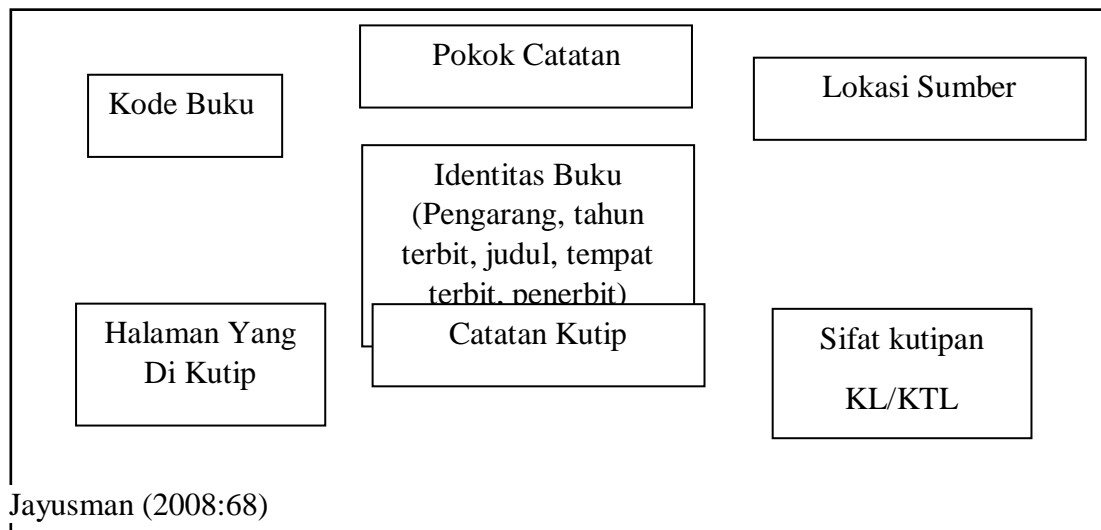 Pokok Catatan
Kode Buku
Lokasi Sumber
Identitas Buku
(Pengarang, tahun
terbit, judul, tempat
terbit, penerbit)
Halaman Yang
Di Kutip
Catatan Kutip
Sifat kutipan
KL/KTL
Jayusman (2008:68)